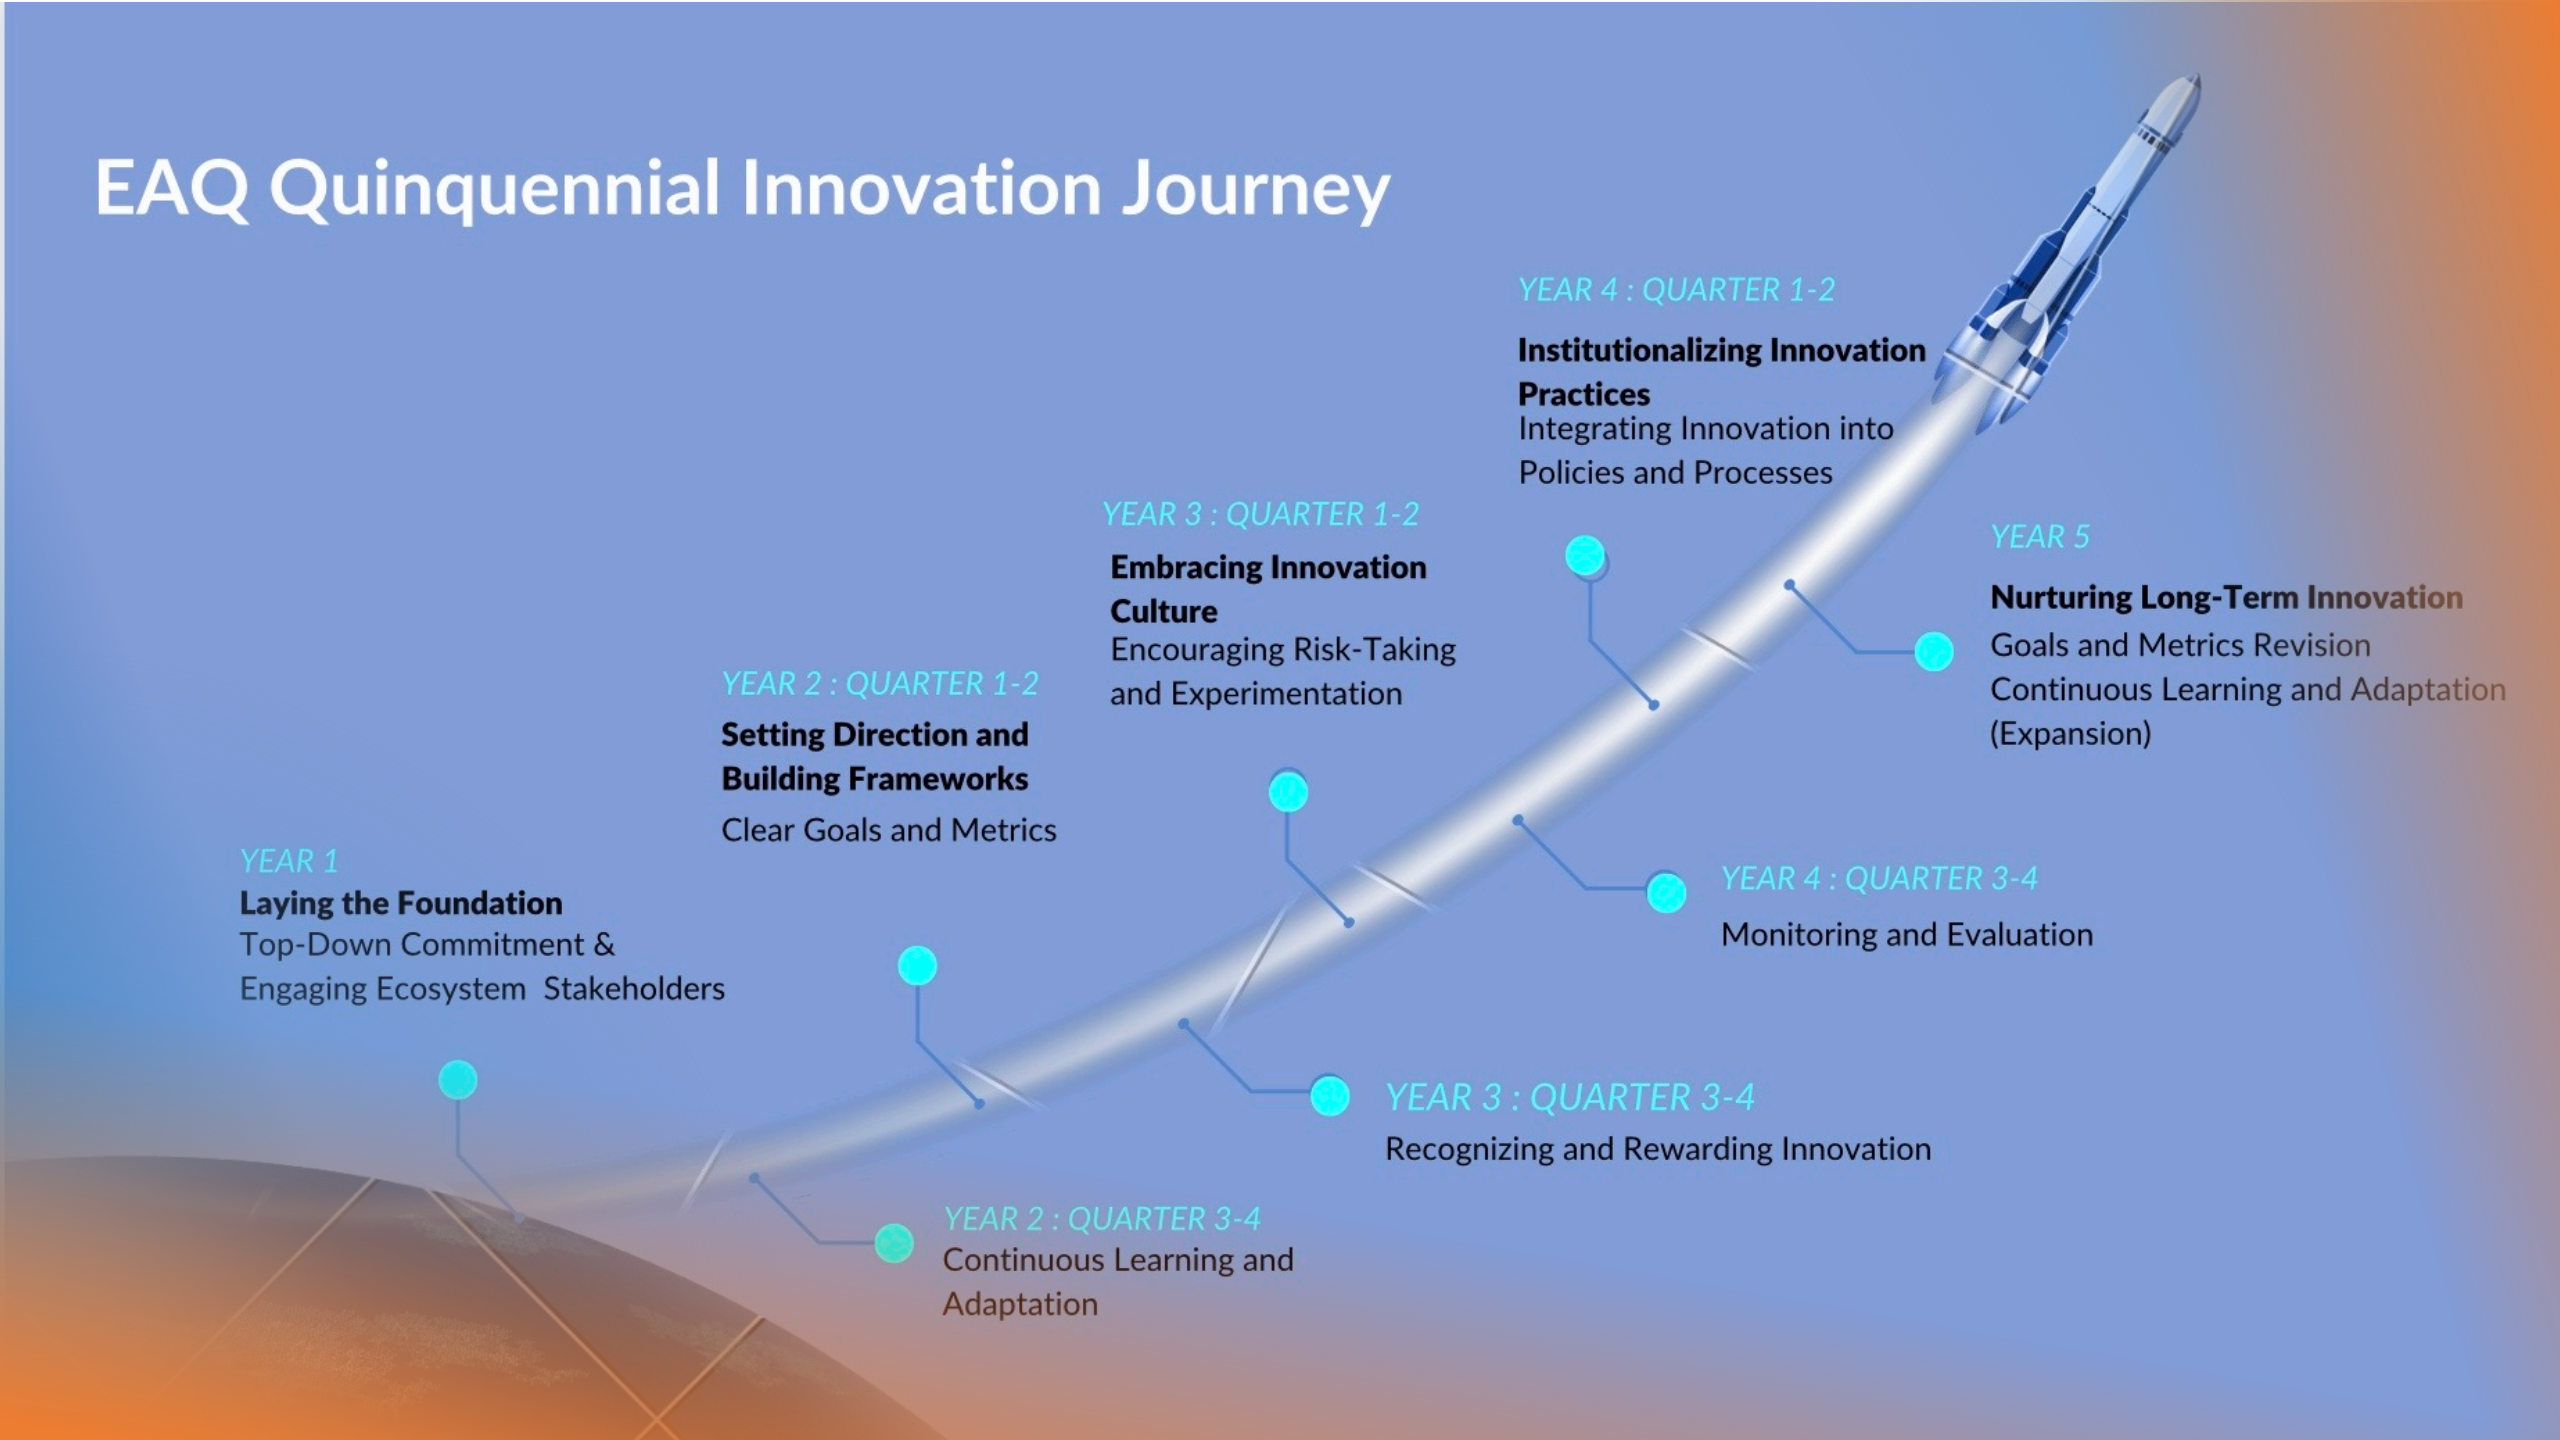 EAQ Quinquennial Innovation Journey
YEAR 1
Laying the Foundation
Top-Down Commitment &
Engaging Ecosystem  Stakeholders
YEAR 2 : QUARTER 1-2
Setting Direction and
Building Frameworks
Clear Goals and Metrics
YEAR 2 : QUARTER 3-4
Continuous Learning and
Adaptation
YEAR 3 : QUARTER 1-2
Embracing Innovation
Culture
Encouraging Risk-Taking
and Experimentation
YEAR 3 : QUARTER 3-4
Recognizing and Rewarding Innovation
YEAR 4 : QUARTER 1-2
Institutionalizing Innovation
Practices
Integrating Innovation into
Policies and Processes
YEAR 4 : QUARTER 3-4
Monitoring and Evaluation
YEAR 5
Nurturing Long-Term Innovation
Goals and Metrics Revision
Continuous Learning and Adaptation
(Expansion)